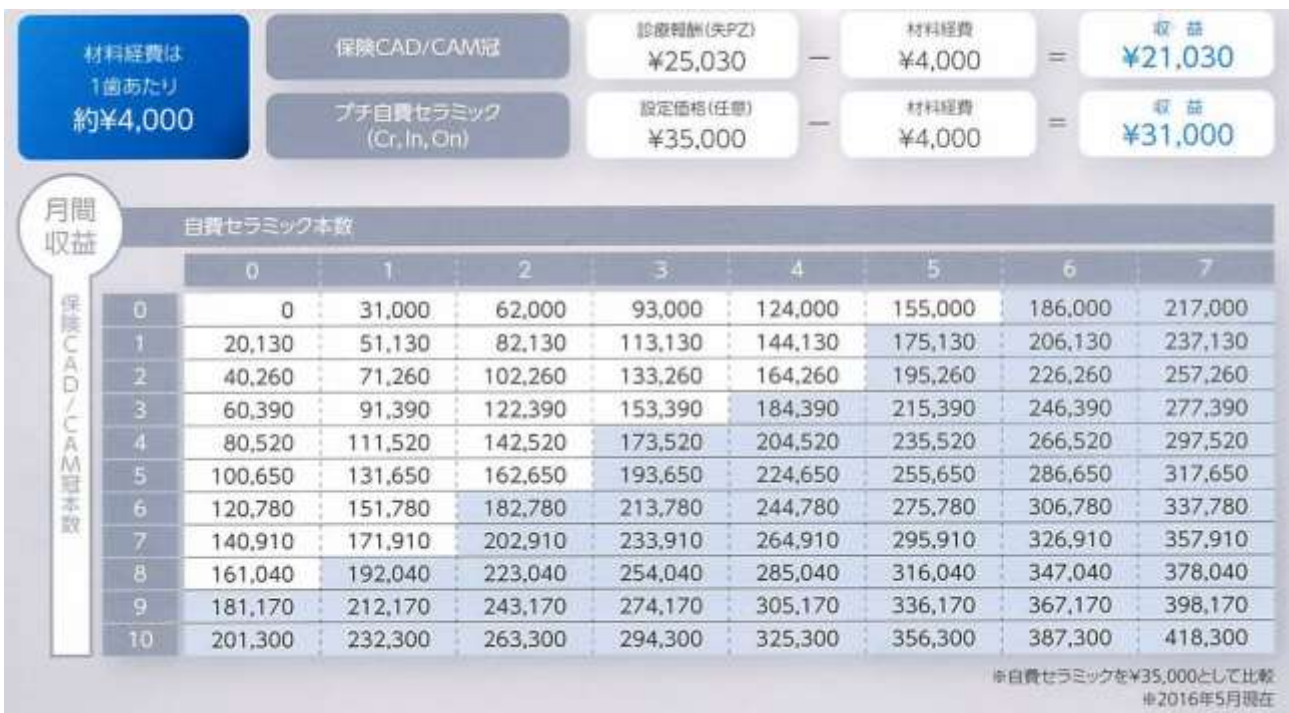 材料経費は
1歯あたり
約¥4,000
保険CAD/CAM冠
診療報酬(失PZ)
¥25,030
−
材料経費
¥4,000
=
収 益
¥21,030
プチ自費セラミック
(Cr, In, On)
設定価格(任意)
¥35,000
−
材料経費
¥4,000
=
収 益
¥31,000
月間
収益
自費セラミック本数
保険CAD/CAM冠本数
0 1 2 3 4 5 6 7
0 0 31,000 62,000 93,000 124,000 155,000 186,000 217,000
1 20,130 51,130 82,130 113,130 144,130 175,130 206,130 237,130
2 40,260 71,260 102,260 133,260 164,260 195,260 226,260 257,260
3 60,390 91,390 122,390 153,390 184,390 215,390 246,390 277,390
4 80,520 111,520 142,520 173,520 204,520 235,520 266,520 297,520
5 100,650 131,650 162,650 193,650 224,650 255,650 286,650 317,650
6 120,780 151,780 182,780 213,780 244,780 275,780 306,780 337,780
7 140,910 171,910 202,910 233,910 264,910 295,910 326,910 357,910
8 161,040 192,040 223,040 254,040 285,040 316,040 347,040 378,040
9 181,170 212,170 243,170 274,170 305,170 336,170 367,170 398,170
10 201,300 232,300 263,300 294,300 325,300 356,300 387,300 418,300
※自費セラミックを¥35,000として比較
※2016年5月現在